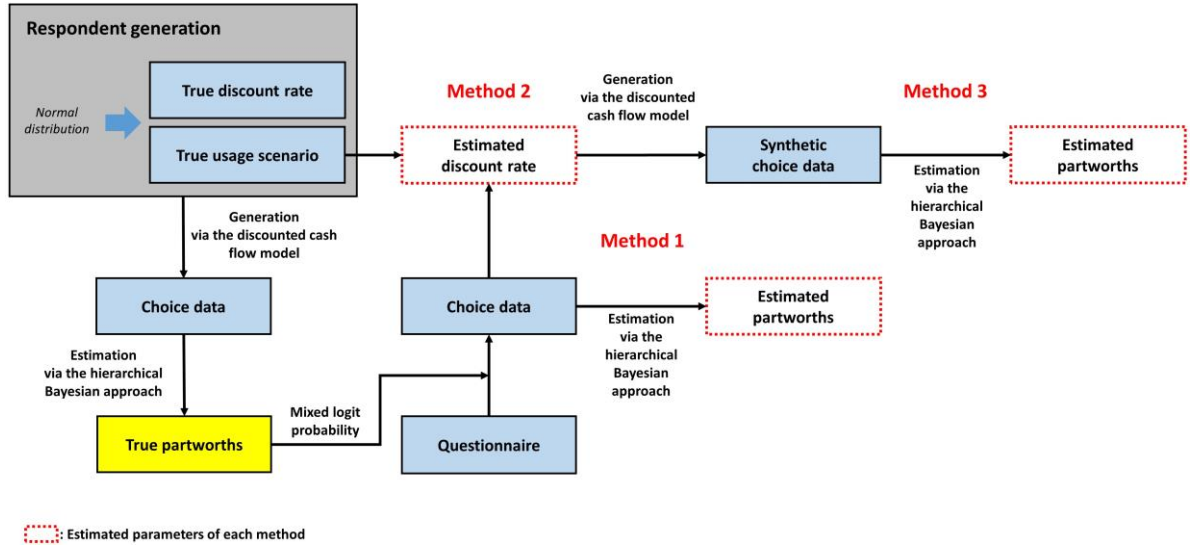 Respondent generation
True discount rate
Normal
distribution
True usage scenario
Method 2
Generation
via the discounted
cash flow model
Method 3
Estimated
discount rate
Synthetic
choice data
Estimated
partworths
Estimation
via the
hierarchical
Bayesian
approach
Generation
via the discounted cash
flow model
Method 1
Choice data
Choice data
Estimated
partworths
Estimation
via the
hierarchical
Bayesian
approach
Estimation
via the hierarchical
Bayesian approach
True partworths
Mixed logit
probability
Questionnaire
: Estimated parameters of each method